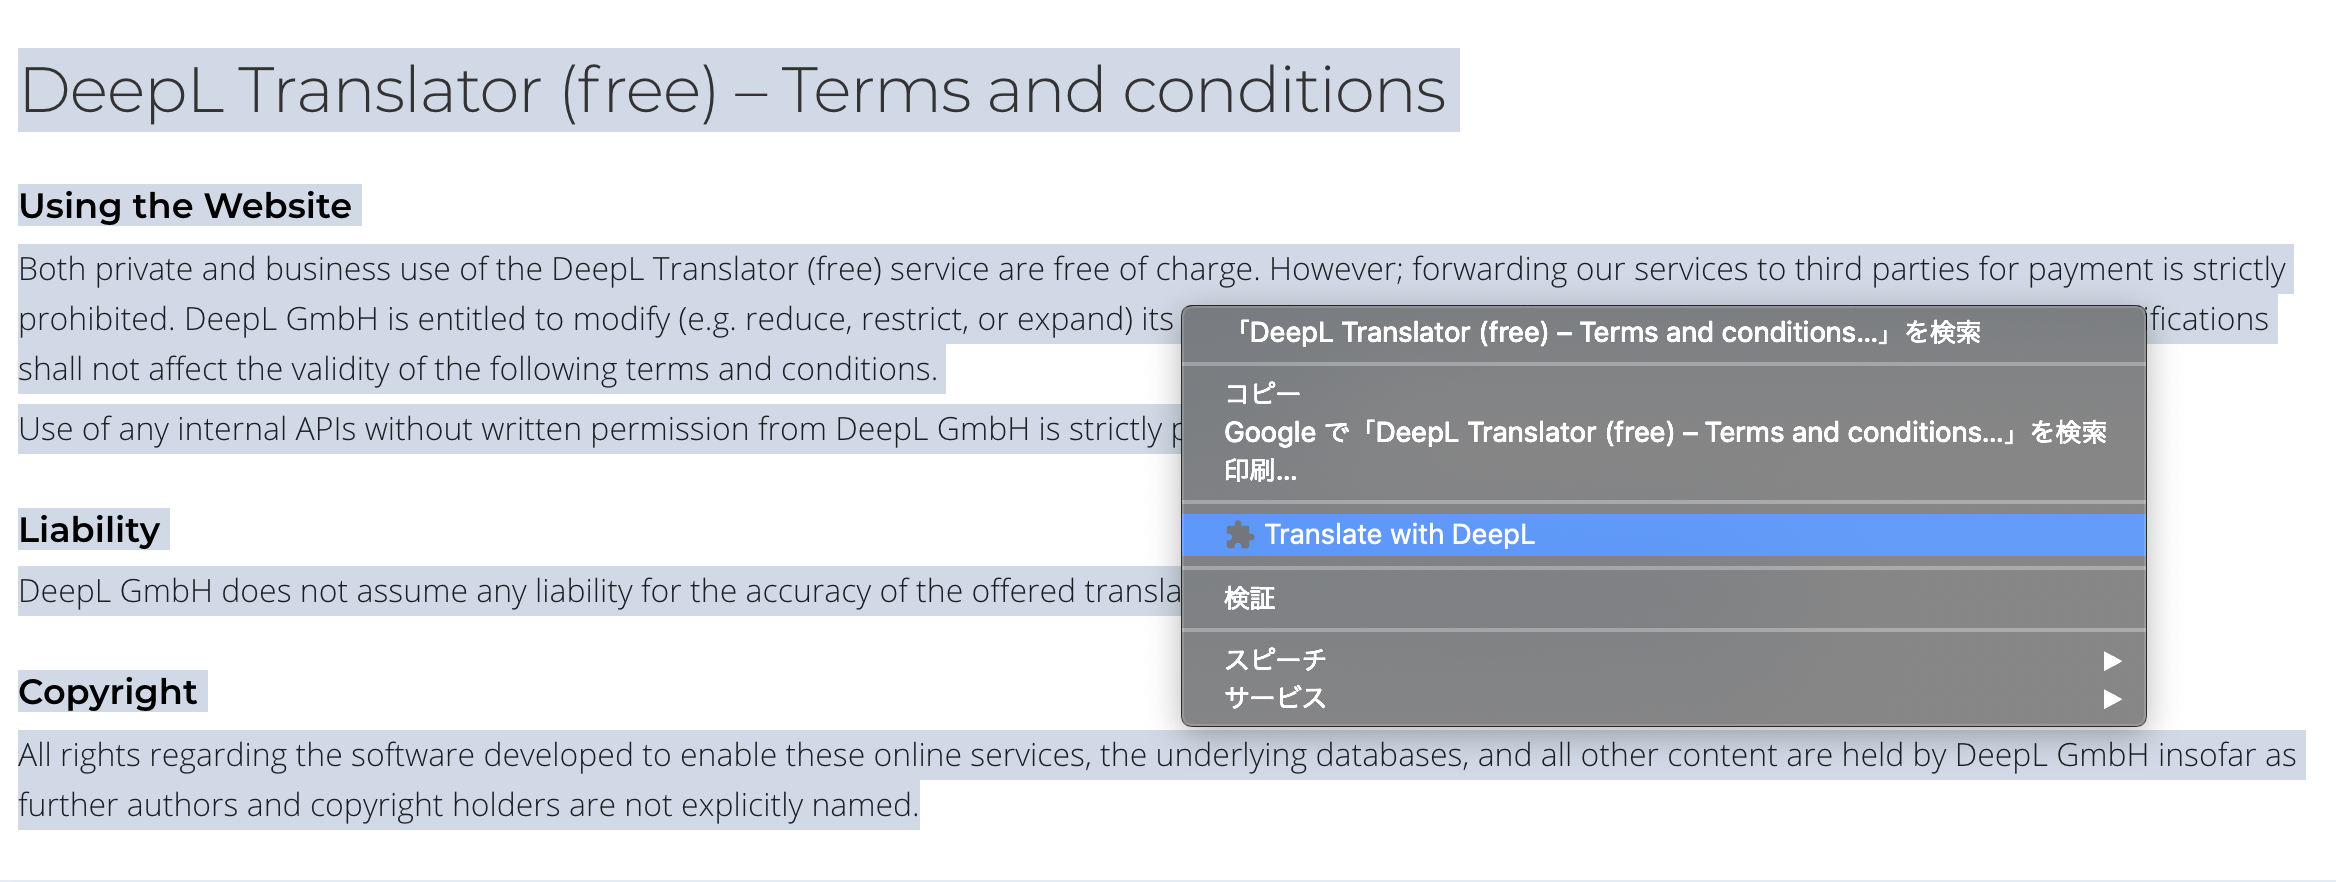 DeepL Translator (free) – Terms and conditions
Using the Website
Both private and business use of the DeepL Translator (free) service are free of charge. However; forwarding our services to third parties for payment is strictly
prohibited. DeepL GmbH is entitled to modify (e.g. reduce, restrict, or expand) its
shall not affect the validity of the following terms and conditions.
Use of any internal APIs without written permission from DeepL GmbH is strictly
Liability
DeepL GmbH does not assume any liability for the accuracy of the offered
Copyright
All rights regarding the software developed to enable these online services, the underlying databases, and all other content are held by DeepL GmbH insofar as
further authors and copyright holders are not explicitly named.
「DeepL Translator (free) – Terms and conditions...」を検索
コピー
Google で「DeepL Translator (free) – Terms and conditions...」を検索
印刷...
Translate with DeepL
検証
スピーチ
サービス